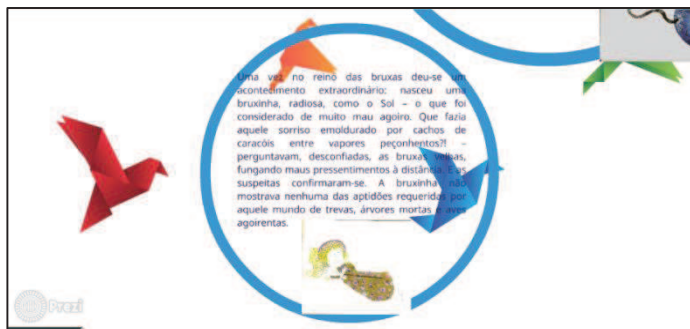 Uma vez no reino das bruxas deu-se um
acontecimento extraordinário: nasceu uma
bruxinha, radiosa, como o Sol – o que foi
considerado de muito mau agoiro. Que fazia
aquele sorriso emoldurado por cachos de
caracóis entre vapores peçonhentos?! –
perguntavam, desconfiadas, as bruxas velhas,
fungando maus pressentimentos à distância. E as
suspeitas confirmaram-se. A bruxinha não
mostrava nenhuma das aptidões requeridas por
aquele mundo de trevas, árvores mortas e aves
agoirentas.
Prezi